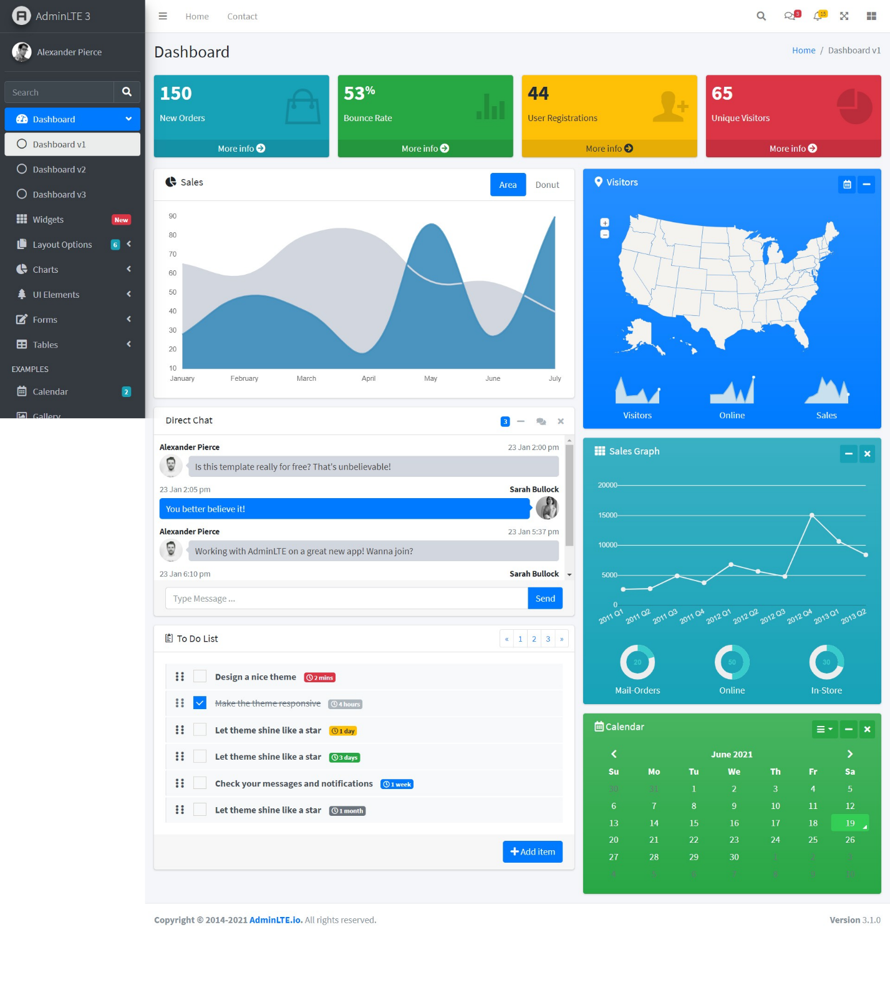 AdminLTE 3
Home
Contact
3
15
Alexander Pierce
Search
Dashboard
Dashboard v1
Dashboard v2
Dashboard v3
Widgets
New
Layout Options
6
Charts
UI Elements
Forms
Tables
EXAMPLES
Calendar
2
Gallery
Dashboard
Home / Dashboard v1
150
New Orders
More info
53%
Bounce Rate
More info
44
User Registrations
More info
65
Unique Visitors
More info
Sales
Area
Donut
90
80
70
60
50
40
30
20
10
January February March April May June July
Visitors
+
−
Visitors
Online
Sales
Direct Chat
3
Alexander Pierce 23 Jan 2:00 pm
Is this template really for free? That's unbelievable!
23 Jan 2:05 pm Sarah Bullock
You better believe it!
Alexander Pierce 23 Jan 5:37 pm
Working with AdminLTE on a great new app! Wanna join?
23 Jan 6:10 pm Sarah Bullock
Type Message ...
Send
Sales Graph
20000
15000
10000
5000
0
2011 Q1 2011 Q2 2011 Q3 2011 Q4 2012 Q1 2012 Q2 2012 Q3 2012 Q4 2013 Q1 2013 Q2
20
50
30
Mail-Orders
Online
In-Store
To Do List
« 1 2 3 »
Design a nice theme 2 mins
Make the theme responsive 4 hours
Let theme shine like a star 1 day
Let theme shine like a star 3 days
Check your messages and notifications 1 week
Let theme shine like a star 1 month
Add item
Calendar
June 2021
Su Mo Tu We Th Fr Sa
30 31 1 2 3 4 5
6 7 8 9 10 11 12
13 14 15 16 17 18 19
20 21 22 23 24 25 26
27 28 29 30 1 2 3
4 5 6 7 8 9 10
Copyright © 2014-2021 AdminLTE.io. All rights reserved.
Version 3.1.0